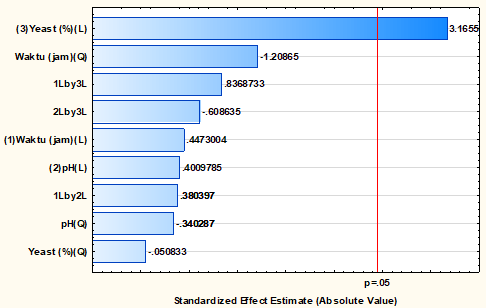 (3)Yeast (%)(L)
3.1655
Waktu (jam)(Q)
-1.20865
1Lby3L
.8368733
2Lby3L
-.608635
(1)Waktu (jam)(L)
.4473004
(2)pH(L)
.4009785
1Lby2L
.380397
pH(Q)
-.340287
Yeast (%)(Q)
-.050833
p=.05
Standardized Effect Estimate (Absolute Value)